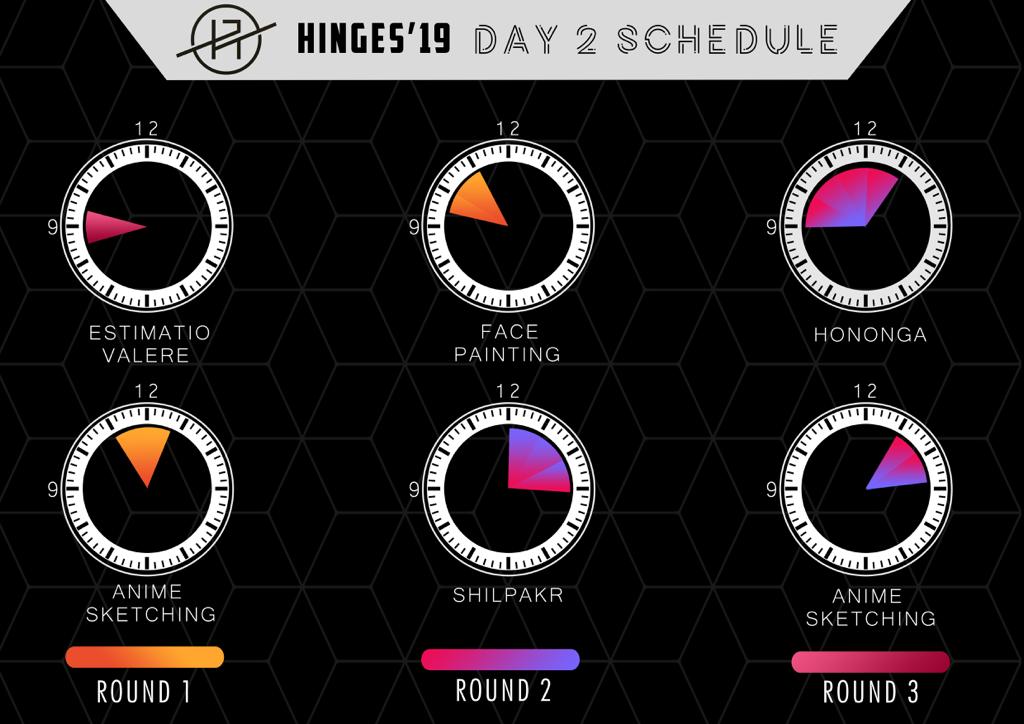 HINGES'19 DAY 2 SCHEDULE
12
9
ESTIMATIO
VALERE
12
9
FACE
PAINTING
12
9
HONONGA
12
9
ANIME
SKETCHING
12
9
SHILPAKR
12
9
ANIME
SKETCHING
ROUND 1
ROUND 2
ROUND 3